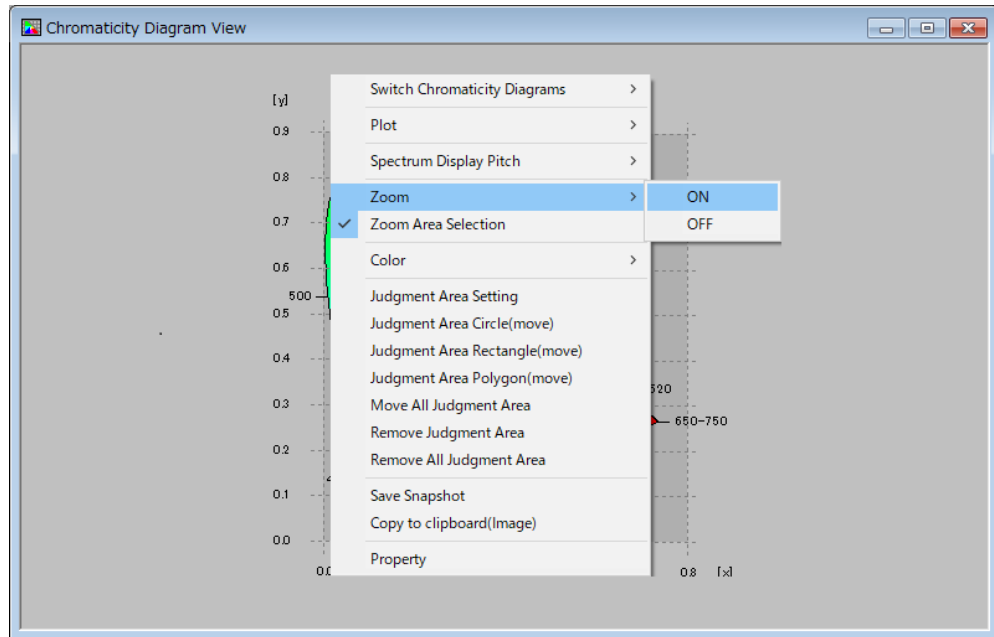 Chromaticity Diagram View
[y]
0.9
0.8
0.7
0.6
500
0.5
0.4
0.3
0.2
0.1
0.0
Switch Chromaticity Diagrams
Plot
Spectrum Display Pitch
Zoom
Zoom Area Selection
Color
Judgment Area Setting
Judgment Area Circle(move)
Judgment Area Rectangle(move)
Judgment Area Polygon(move)
Move All Judgment Area
Remove Judgment Area
Remove All Judgment Area
Save Snapshot
Copy to clipboard(Image)
Property
ON
OFF
650-750
0.8 [x]